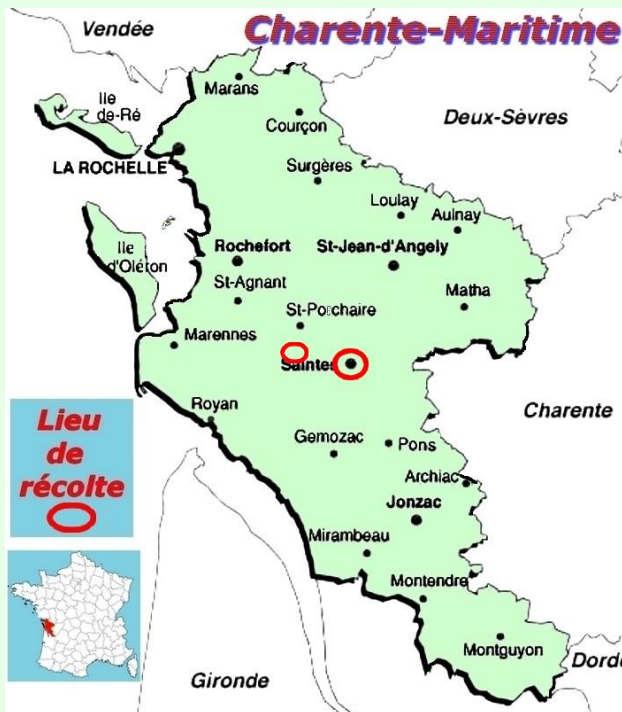 Charente-Maritime
Vendée
Marans
Ile
de-Ré
Courçon
Deux-Sèvres
LA ROCHELLE
Surgères
Loulay
Aulnay
Ile
d'Oléron
Rochefort
St-Jean-d'Angely
St-Agnant
Matha
St-Porchaire
Marennes
Saintes
Lieu
de
récolte
Royan
Charente
Gemozac
Pons
Archiac
Jonzac
Mirambeau
Montendre
Montguyon
Gironde
Dord